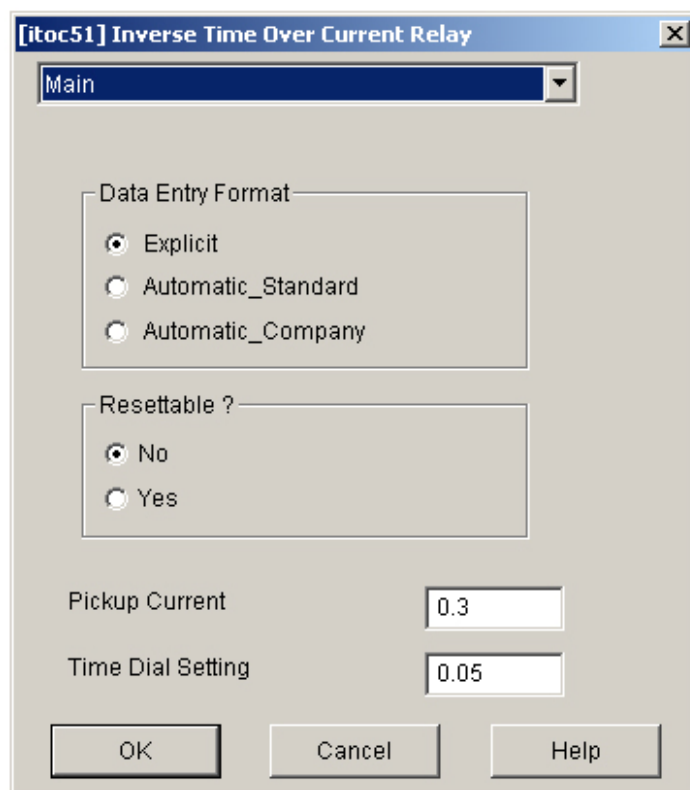 [itoc51] Inverse Time Over Current Relay
Main
Data Entry Format
Explicit
Automatic_Standard
Automatic_Company
Resettable ?
No
Yes
Pickup Current 0.3
Time Dial Setting 0.05
OK Cancel Help